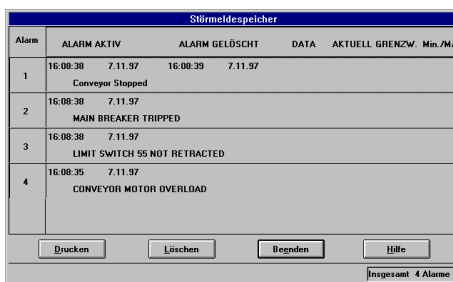 Störmeldespeicher
Alarm ALARM AKTIV ALARM GELÖSCHT DATA AKTUELL GRENZW. Min./Ma
1 16:08:38 7.11.97 16:08:39 7.11.97
Conveyor Stopped
2 16:08:38 7.11.97
MAIN BREAKER TRIPPED
3 16:08:38 7.11.97
LIMIT SWITCH 55 NOT RETRACTED
4 16:08:35 7.11.97
CONVEYOR MOTOR OVERLOAD
Drucken Löschen Beenden Hilfe
Insgesamt 4 Alarme